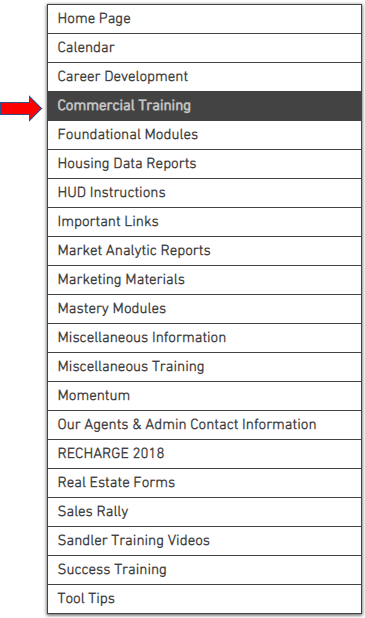 Home Page
Calendar
Career Development
Commercial Training
Foundational Modules
Housing Data Reports
HUD Instructions
Important Links
Market Analytic Reports
Marketing Materials
Mastery Modules
Miscellaneous Information
Miscellaneous Training
Momentum
Our Agents & Admin Contact Information
RECHARGE 2018
Real Estate Forms
Sales Rally
Sandler Training Videos
Success Training
Tool Tips